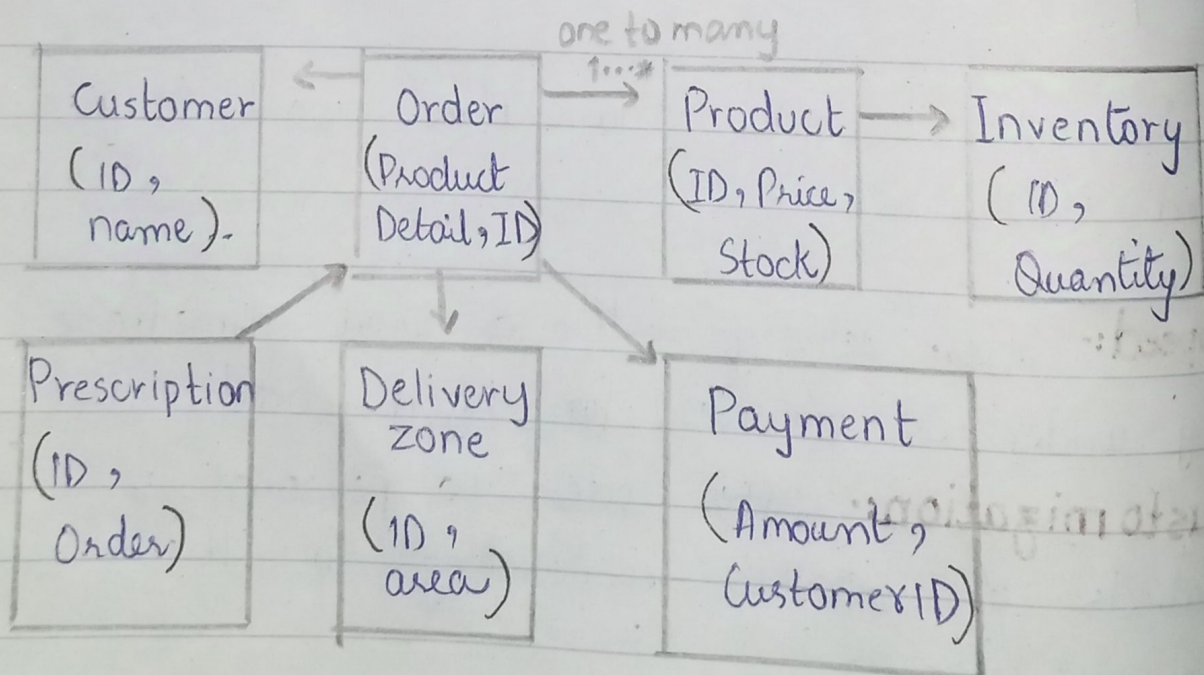 one to many
1...*
Customer
(ID,
name).
Order
(Product
Detail, ID)
Product
(ID, Price,
Stock)
Inventory
(ID,
Quantity)
Prescription
(ID,
Order)
Delivery
zone
(ID,
area)
Payment
(Amount,
CustomerID)